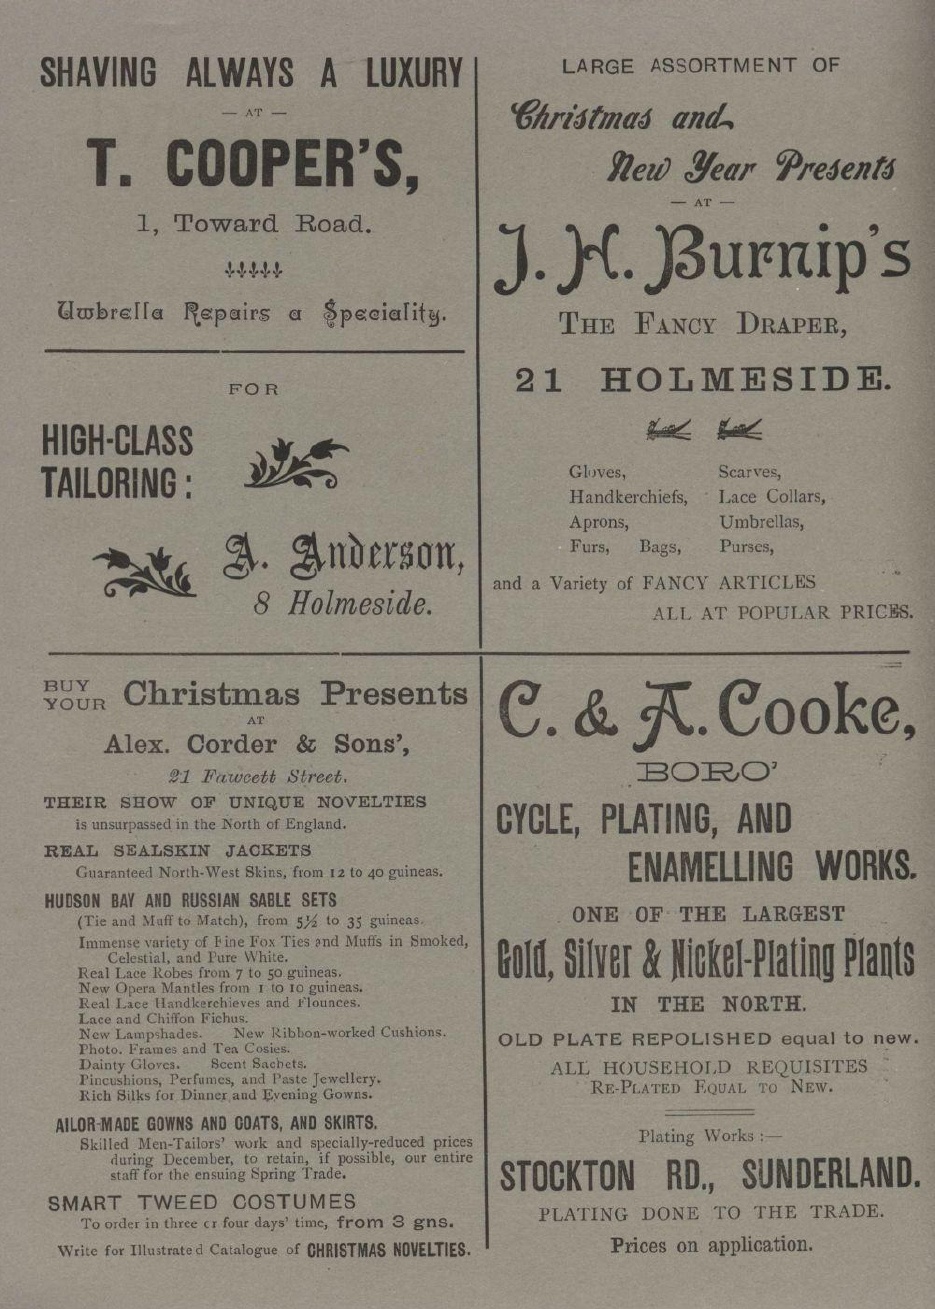 SHAVING ALWAYS A LUXURY
— AT —
T. COOPER'S,
1, Toward Road.
Umbrella Repairs a Speciality.
FOR
HIGH-CLASS
TAILORING:
A. Anderson,
8 Holmeside.
LARGE ASSORTMENT OF
Christmas and
New Year Presents
— AT —
J. H. Burnip's
THE FANCY DRAPER,
21 HOLMESIDE.
Gloves, Scarves,
Handkerchiefs, Lace Collars,
Aprons, Umbrellas,
Furs, Bags, Purses,
and a Variety of FANCY ARTICLES
ALL AT POPULAR PRICES.
BUY YOUR Christmas Presents
AT
Alex. Corder & Sons',
21 Fawcett Street.
THEIR SHOW OF UNIQUE NOVELTIES
is unsurpassed in the North of England.
REAL SEALSKIN JACKETS
Guaranteed North-West Skins, from 12 to 40 guineas.
HUDSON BAY AND RUSSIAN SABLE SETS
(Tie and Muff to Match), from 5½ to 35 guineas.
Immense variety of Fine Fox Ties and Muffs in Smoked,
Celestial, and Pure White.
Real Lace Robes from 7 to 50 guineas.
New Opera Mantles from 1 to 10 guineas.
Real Lace Handkerchieves and Flounces.
Lace and Chiffon Fichus.
New Lampshades. New Ribbon-worked Cushions.
Photo. Frames and Tea Cosies.
Dainty Gloves. Scent Sachets.
Pincushions, Perfumes, and Paste Jewellery.
Rich Silks for Dinner and Evening Gowns.
AILOR-MADE GOWNS AND COATS, AND SKIRTS.
Skilled Men-Tailors' work and specially-reduced prices
during December, to retain, if possible, our entire
staff for the ensuing Spring Trade.
SMART TWEED COSTUMES
To order in three or four days' time, from 3 gns.
Write for Illustrated Catalogue of CHRISTMAS NOVELTIES.
C. & A. Cooke,
BORO'
CYCLE, PLATING, AND
ENAMELLING WORKS.
ONE OF THE LARGEST
Gold, Silver & Nickel-Plating Plants
IN THE NORTH.
OLD PLATE REPOLISHED equal to new.
ALL HOUSEHOLD REQUISITES
RE-PLATED EQUAL TO NEW.
Plating Works :—
STOCKTON RD., SUNDERLAND.
PLATING DONE TO THE TRADE.
Prices on application.